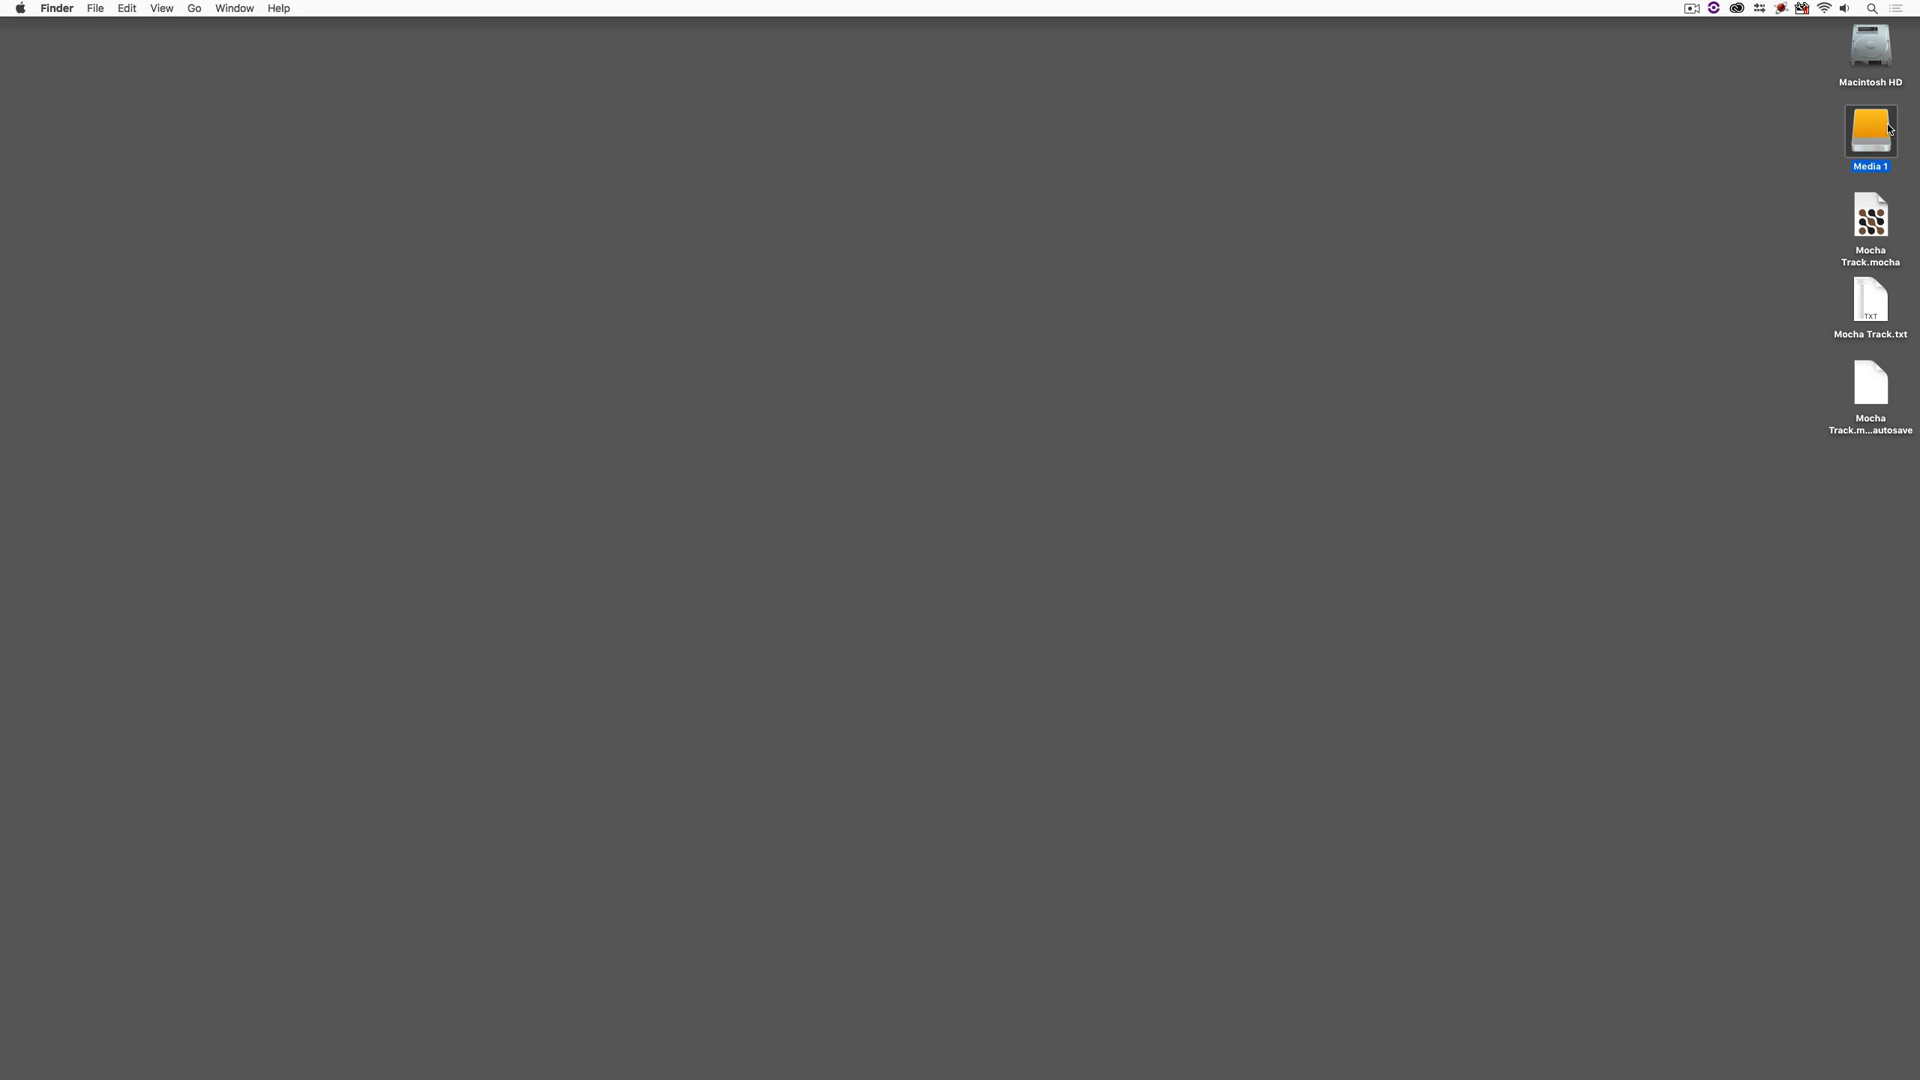 Finder File Edit View Go Window Help
Macintosh HD
Media 1
Mocha
Track.mocha
TXT
Mocha Track.txt
Mocha
Track.m...autosave